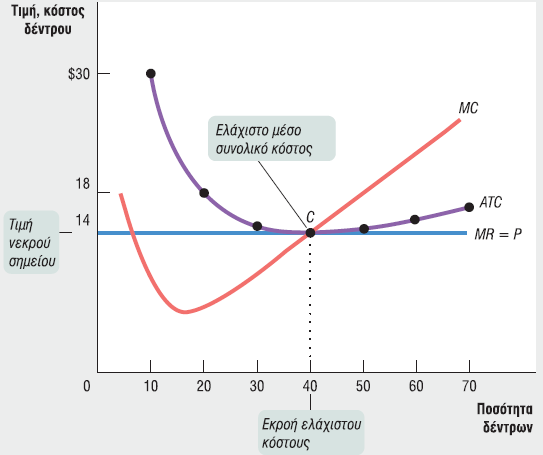 Τιμή, κόστος
δέντρου
$30
MC
Ελάχιστο μέσο
συνολικό κόστος
18
ATC
C
14
Τιμή
νεκρού
σημείου
MR = P
0 10 20 30 40 50 60 70
Ποσότητα
δέντρων
Εκροή ελάχιστου
κόστους